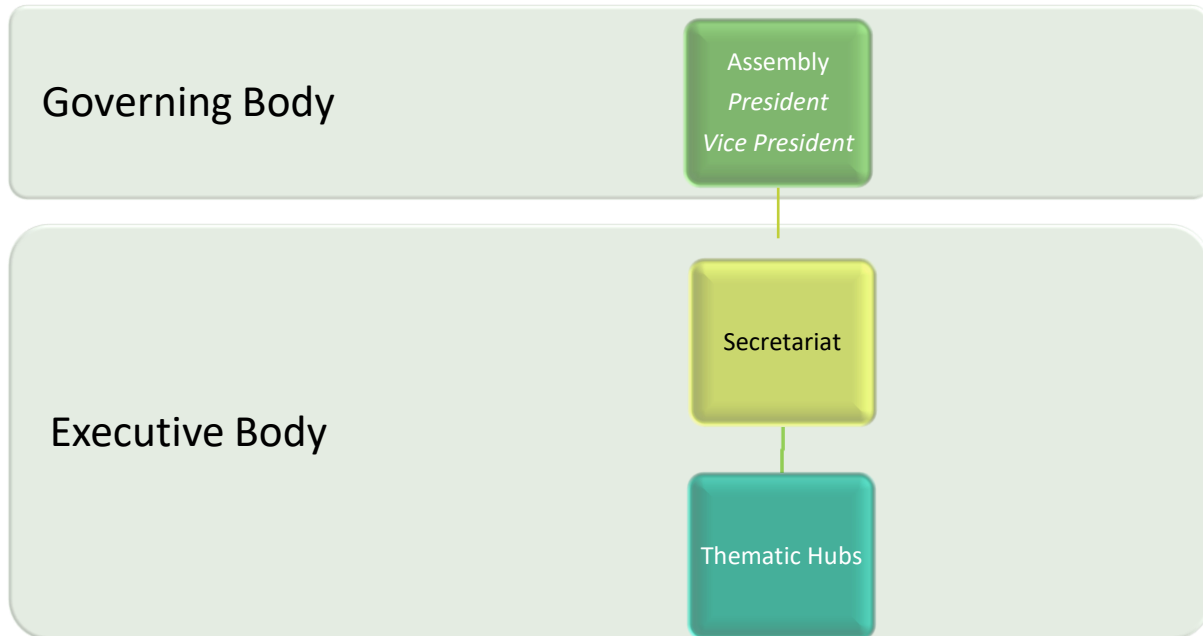 Governing Body
Assembly
President
Vice President
Secretariat
Executive Body
Thematic Hubs